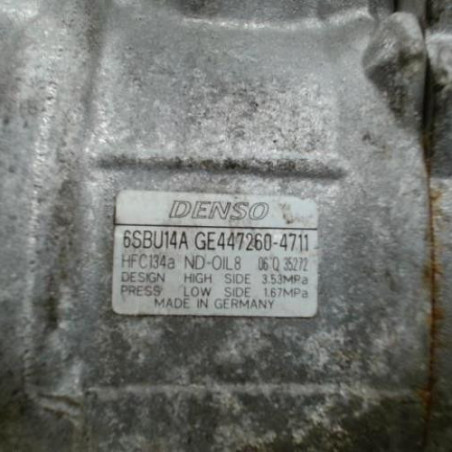 DENSO
6SBU14A GE447260-4711
HFC134a ND-OIL8 06'Q 35272
DESIGN HIGH SIDE 3.53MPa
PRESS LOW SIDE 1.67MPa
MADE IN GERMANY